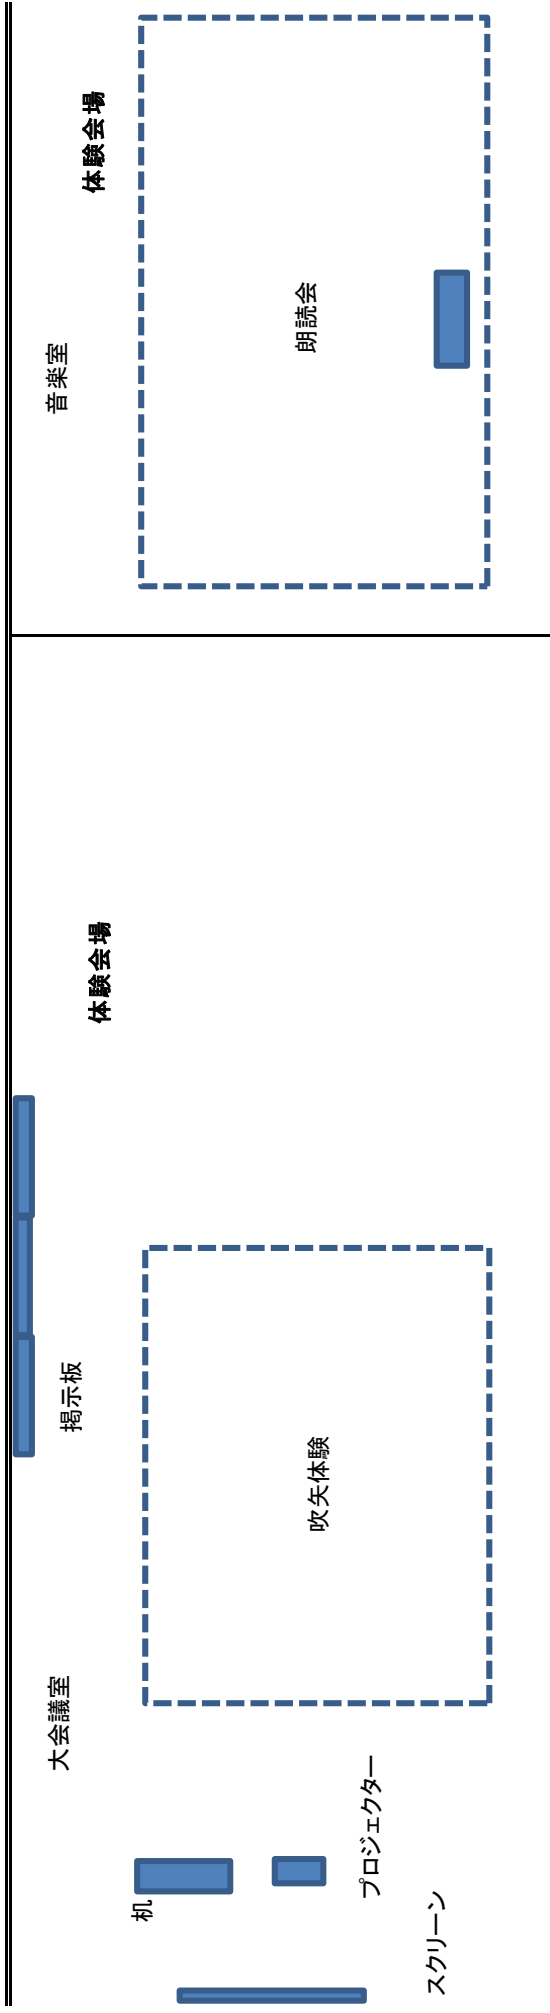 大会議室
掲示板
体験会場
机
プロジェクター
スクリーン
吹矢体験
音楽室
体験会場
朗読会